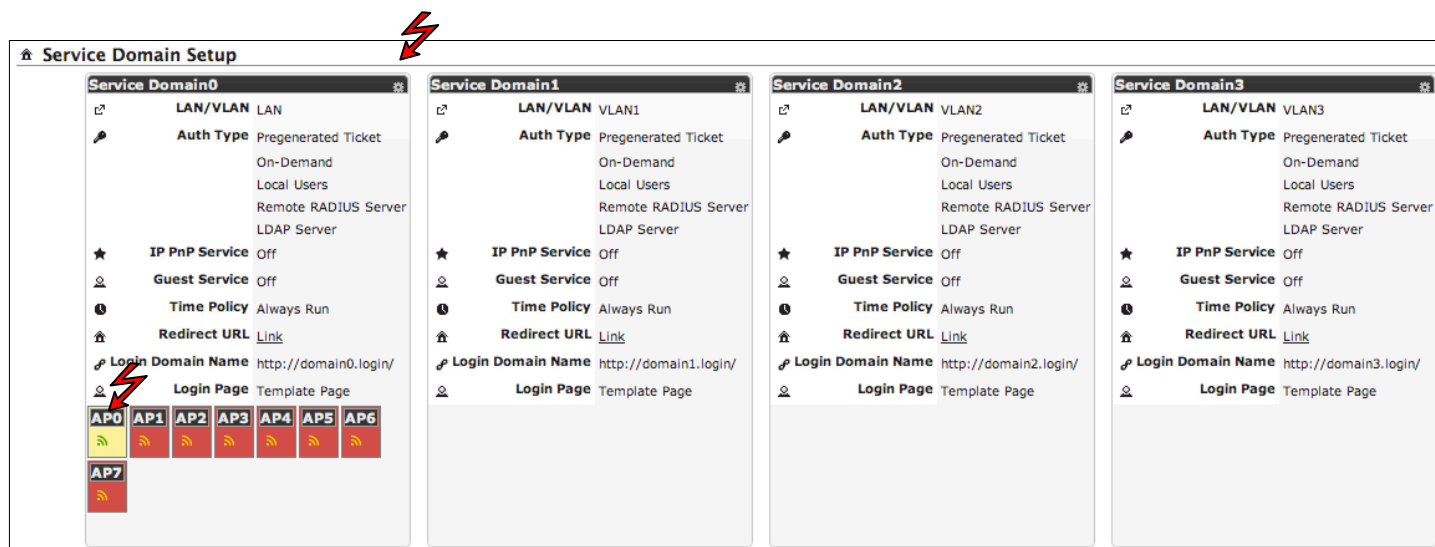 Service Domain Setup
Service Domain0
LAN/VLAN LAN
Auth Type Pregenerated Ticket
On-Demand
Local Users
Remote RADIUS Server
LDAP Server
IP PnP Service Off
Guest Service Off
Time Policy Always Run
Redirect URL Link
Login Domain Name http://domain0.login/
Login Page Template Page
AP0 AP1 AP2 AP3 AP4 AP5 AP6
AP7
Service Domain1
LAN/VLAN VLAN1
Auth Type Pregenerated Ticket
On-Demand
Local Users
Remote RADIUS Server
LDAP Server
IP PnP Service Off
Guest Service Off
Time Policy Always Run
Redirect URL Link
Login Domain Name http://domain1.login/
Login Page Template Page
Service Domain2
LAN/VLAN VLAN2
Auth Type Pregenerated Ticket
On-Demand
Local Users
Remote RADIUS Server
LDAP Server
IP PnP Service Off
Guest Service Off
Time Policy Always Run
Redirect URL Link
Login Domain Name http://domain2.login/
Login Page Template Page
Service Domain3
LAN/VLAN VLAN3
Auth Type Pregenerated Ticket
On-Demand
Local Users
Remote RADIUS Server
LDAP Server
IP PnP Service Off
Guest Service Off
Time Policy Always Run
Redirect URL Link
Login Domain Name http://domain3.login/
Login Page Template Page